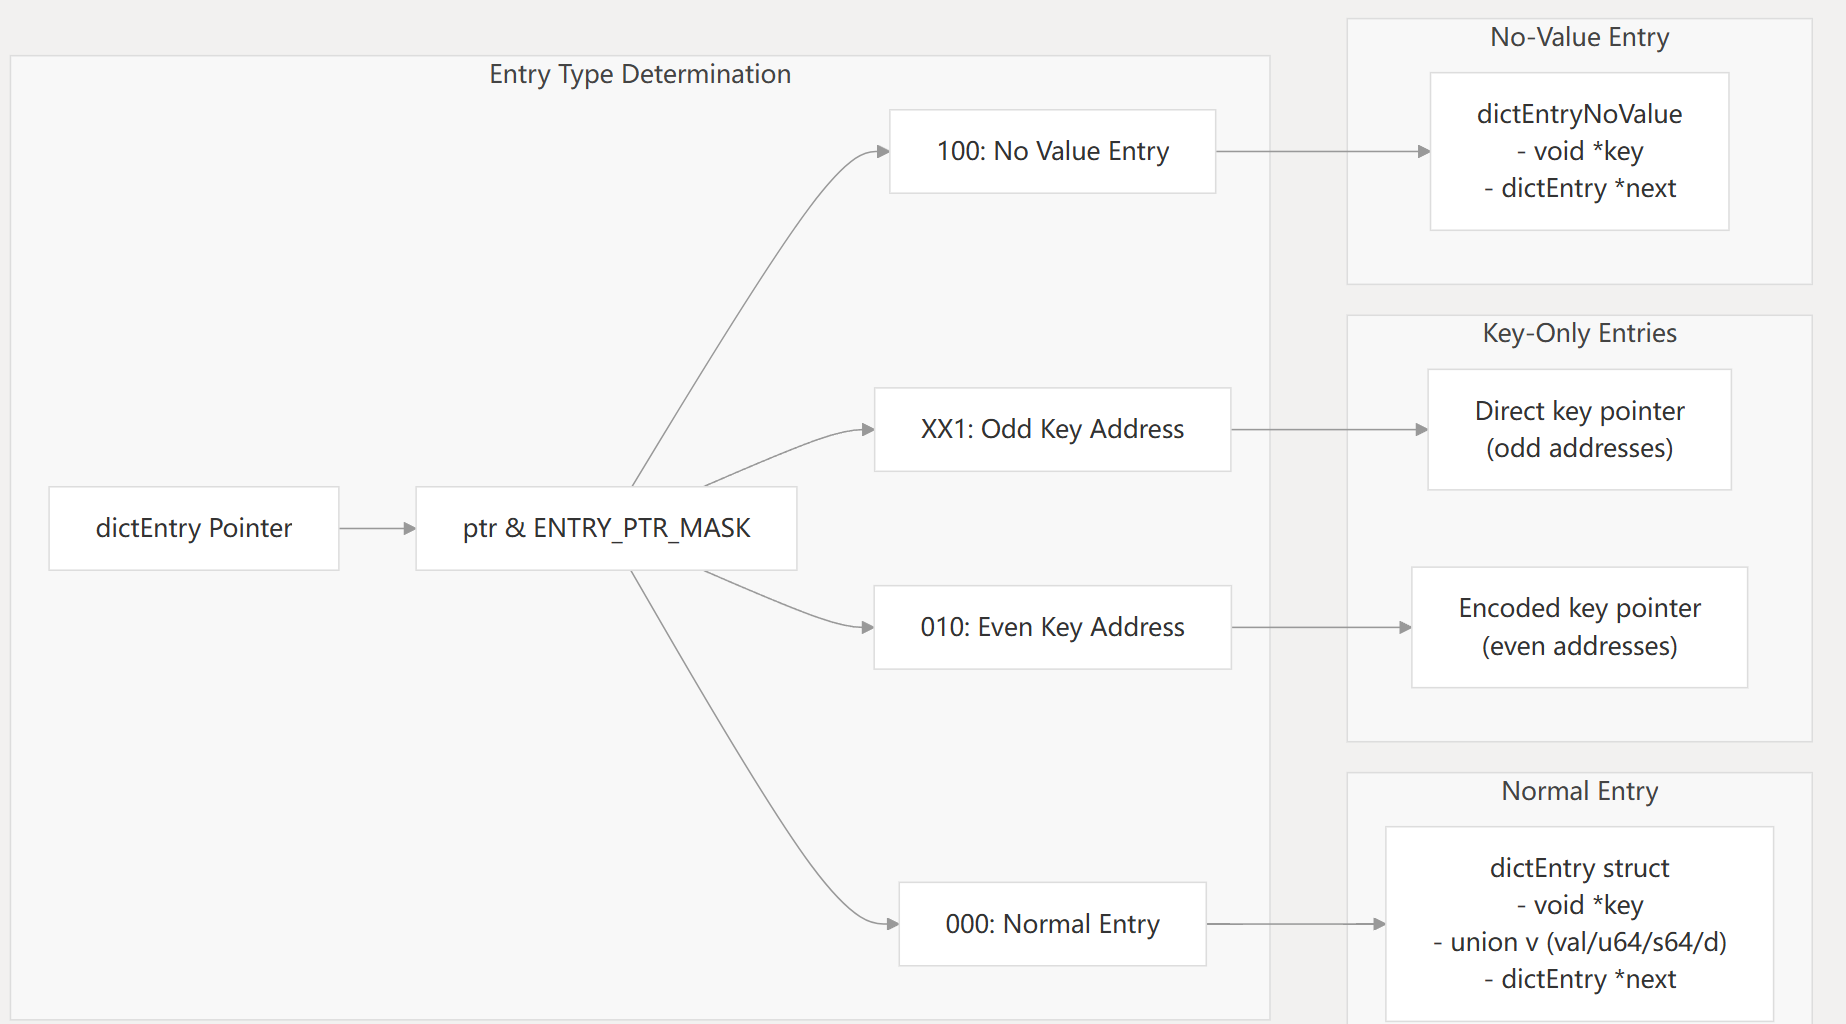 Entry Type Determination
dictEntry Pointer
ptr & ENTRY_PTR_MASK
100: No Value Entry
XX1: Odd Key Address
010: Even Key Address
000: Normal Entry
No-Value Entry
dictEntryNoValue
- void *key
- dictEntry *next
Key-Only Entries
Direct key pointer
(odd addresses)
Encoded key pointer
(even addresses)
Normal Entry
dictEntry struct
- void *key
- union v (val/u64/s64/d)
- dictEntry *next